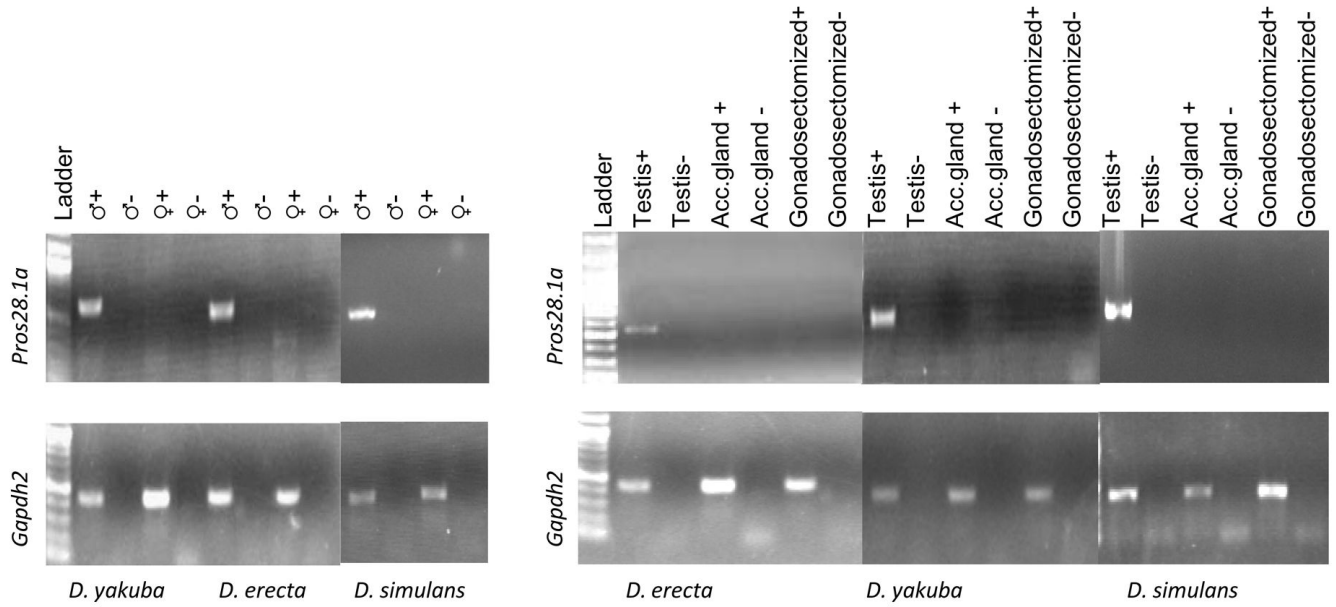 Ladder ♂+ ♂- ♀+ ♀- ♂+ ♂- ♀+ ♀- ♂+ ♂- ♀+ ♀-
Pros28.1a
Gapdh2
D. yakuba D. erecta D. simulans
Ladder Testis+ Testis- Acc.gland + Acc.gland - Gonadosectomized+ Gonadosectomized- Testis+ Testis- Acc.gland + Acc.gland - Gonadosectomized+ Gonadosectomized- Testis+ Testis- Acc.gland + Acc.gland - Gonadosectomized+ Gonadosectomized-
Pros28.1a
Gapdh2
D. erecta D. yakuba D. simulans